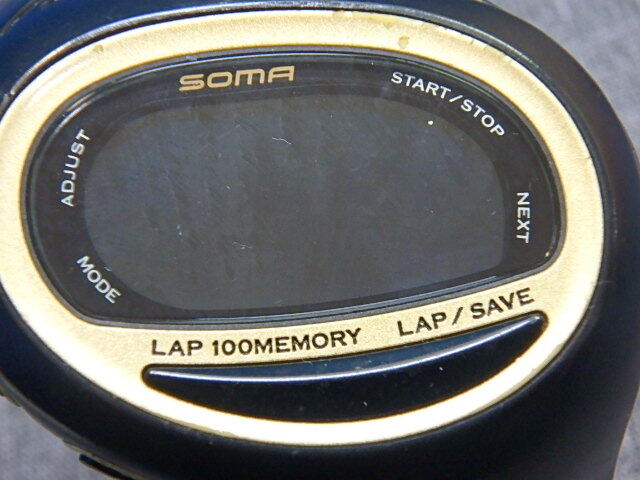 SOMA
START/STOP
ADJUST
NEXT
MODE
LAP 100MEMORY
LAP / SAVE